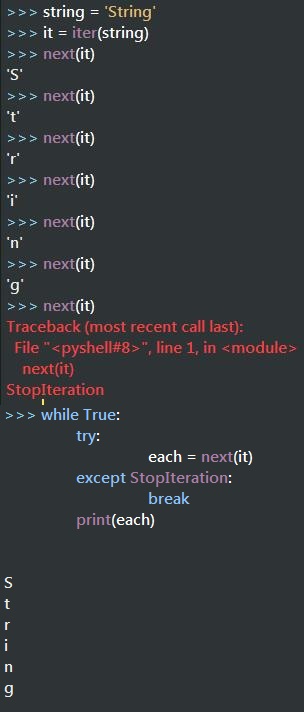 >>> string = 'String'
>>> it = iter(string)
>>> next(it)
'S'
>>> next(it)
't'
>>> next(it)
'r'
>>> next(it)
'i'
>>> next(it)
'n'
>>> next(it)
'g'
>>> next(it)
Traceback (most recent call last):
  File "<pyshell#8>", line 1, in <module>
    next(it)
StopIteration
>>> while True:
        try:
                each = next(it)
        except StopIteration:
                break
        print(each)
S
t
r
i
n
g